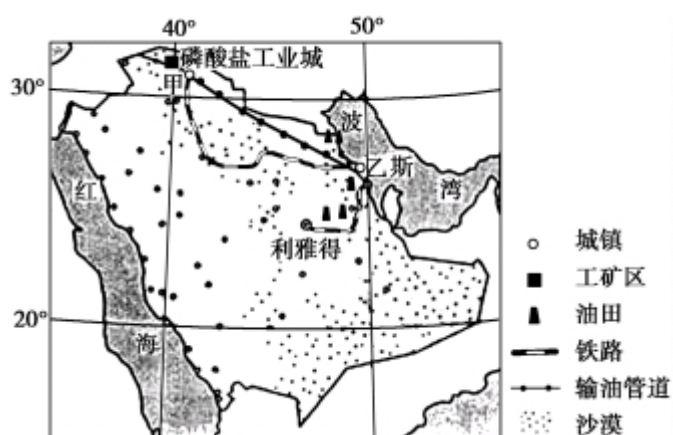 40°
50°
磷酸盐工业城
甲
30°
波
乙斯
湾
红
利雅得
20°
海
城镇
工矿区
油田
铁路
输油管道
沙漠